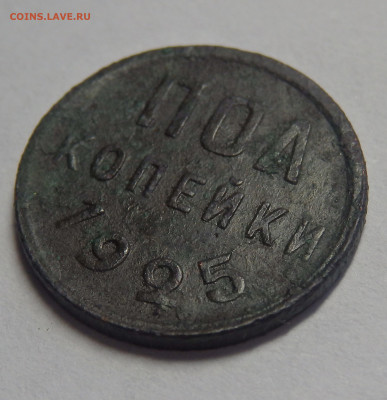 COINS.LAVE.RU
ПОЛ
КОПЕЙКИ
1925